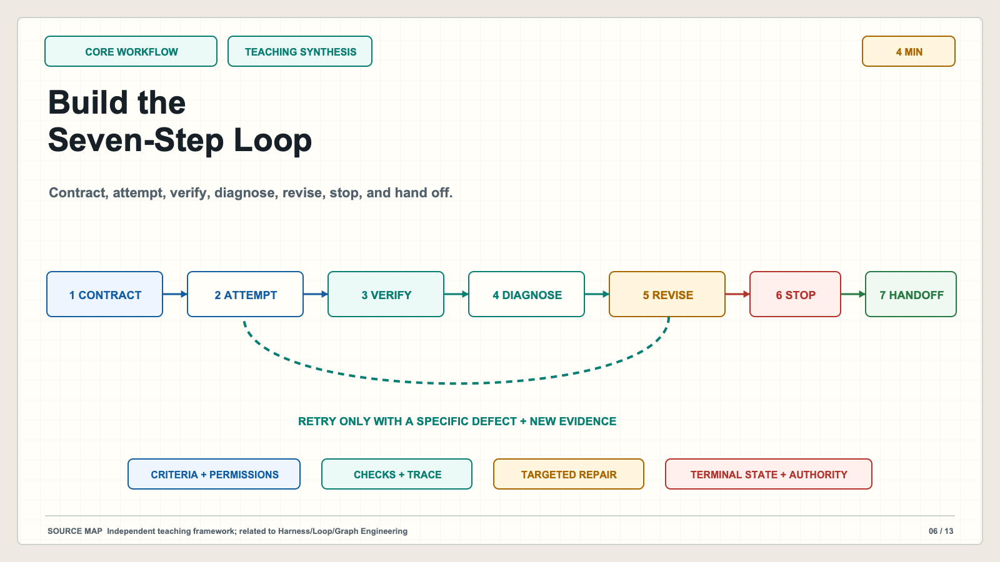 CORE WORKFLOW
TEACHING SYNTHESIS
4 MIN
Build the
Seven-Step Loop
Contract, attempt, verify, diagnose, revise, stop, and hand off.
1 CONTRACT
2 ATTEMPT
3 VERIFY
4 DIAGNOSE
5 REVISE
6 STOP
7 HANDOFF
RETRY ONLY WITH A SPECIFIC DEFECT + NEW EVIDENCE
CRITERIA + PERMISSIONS
CHECKS + TRACE
TARGETED REPAIR
TERMINAL STATE + AUTHORITY
SOURCE MAP Independent teaching framework; related to Harness/Loop/Graph Engineering
06 / 13